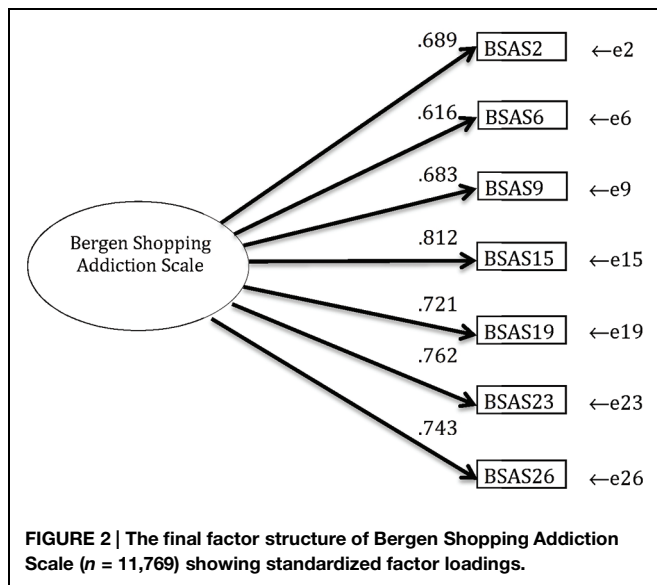 .689
BSAS2 ←e2
.616
BSAS6 ←e6
.683
BSAS9 ←e9
Bergen Shopping
Addiction Scale
.812
BSAS15 ←e15
.721
BSAS19 ←e19
.762
BSAS23 ←e23
.743
BSAS26 ←e26
FIGURE 2 | The final factor structure of Bergen Shopping Addiction
Scale (n = 11,769) showing standardized factor loadings.